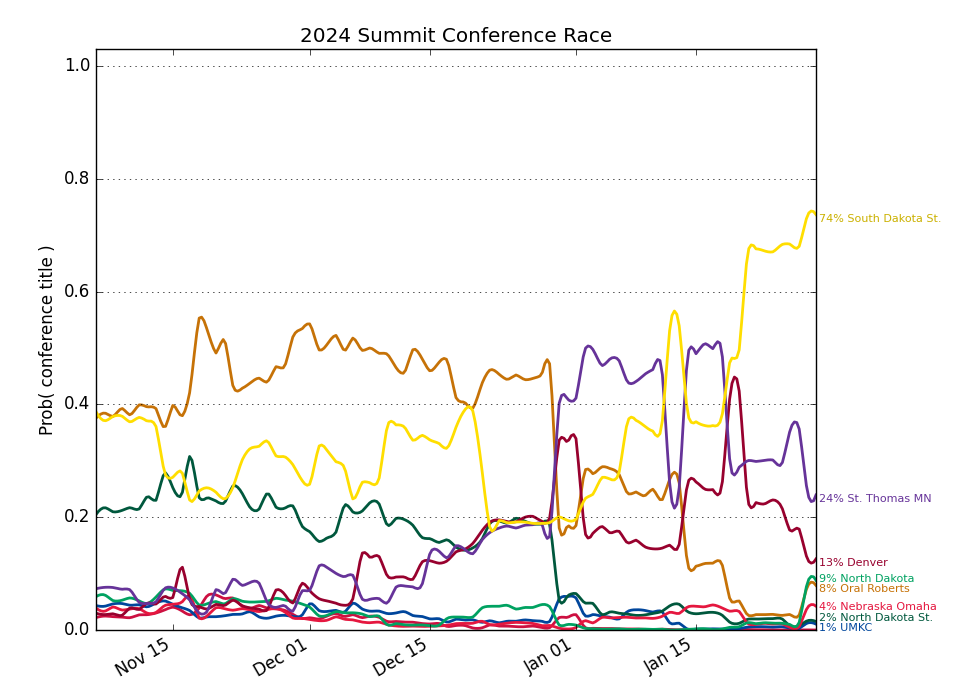 2024 Summit Conference Race
Prob( conference title )
1.0
0.8
0.6
0.4
0.2
0.0
Nov 15
Dec 01
Dec 15
Jan 01
Jan 15
74% South Dakota St.
24% St. Thomas MN
13% Denver
9% North Dakota
8% Oral Roberts
4% Nebraska Omaha
2% North Dakota St.
1% UMKC